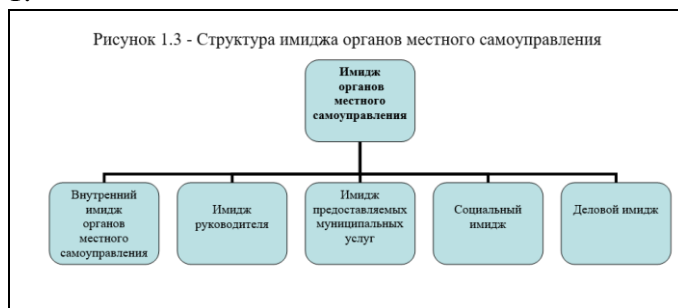 Рисунок 1.3 - Структура имиджа органов местного самоуправления
Имидж
органов
местного
самоуправления
Внутренний
имидж
органов
местного
самоуправления
Имидж
руководителя
Имидж
предоставляемых
муниципальных
услуг
Социальный
имидж
Деловой имидж